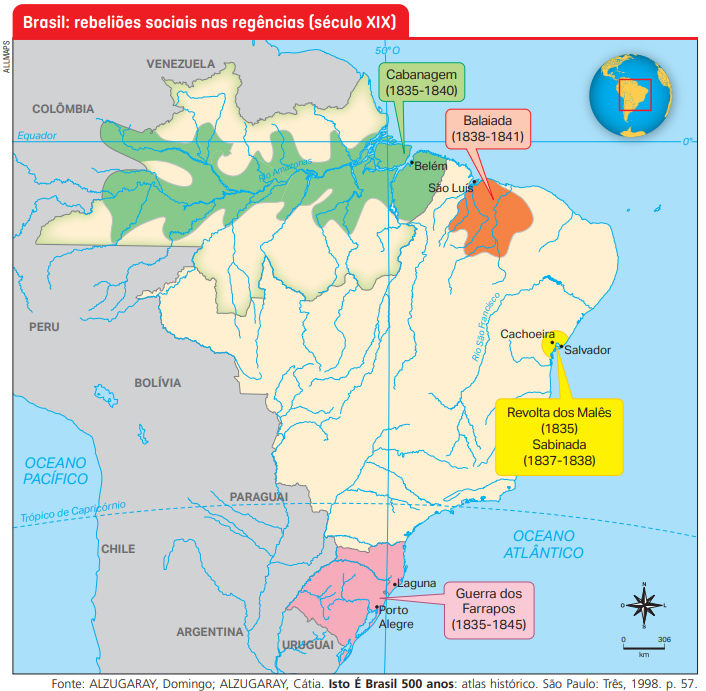 Brasil: rebeliões sociais nas regências (século XIX)
ALLMAPS
50° O
VENEZUELA
COLÔMBIA
Cabanagem
(1835-1840)
Balaiada
(1838-1841)
Equador
0°
Rio Amazonas
Belém
São Luís
Rio São Francisco
PERU
Cachoeira
Salvador
BOLÍVIA
Revolta dos Malês
(1835)
Sabinada
(1837-1838)
OCEANO
PACÍFICO
PARAGUAI
Trópico de Capricórnio
OCEANO
ATLÂNTICO
CHILE
Laguna
Guerra dos
Farrapos
(1835-1845)
Porto
Alegre
ARGENTINA
URUGUAI
N
O
L
S
0 306
km
Fonte: ALZUGARAY, Domingo; ALZUGARAY, Cátia. Isto É Brasil 500 anos: atlas histórico. São Paulo: Três, 1998. p. 57.